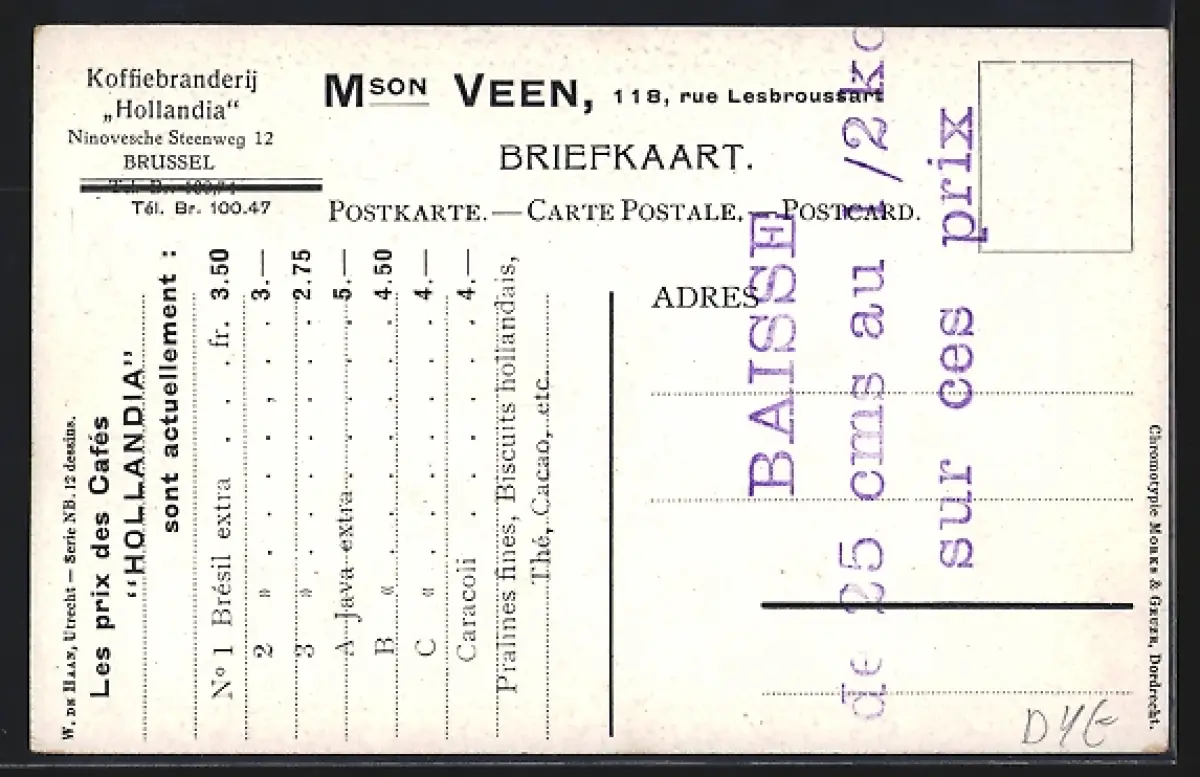 Koffiebranderij
„Hollandia“
Ninovesche Steenweg 12
BRUSSEL
Tél. Br. 100.47
MSON VEEN, 118, rue Lesbroussart
BRIEFKAART.
POSTKARTE. — CARTE POSTALE. — POSTCARD.
ADRES
W. DE HAAN, Utrecht — Serie NB. 12 dessins.
Les prix des Cafés
“HOLLANDIA”
sont actuellement :
Nº 1 Brésil extra . . . fr. 3.50
2 » . . . . . 3.—
3 » . . . . . 2.75
A Java extra . . . . 5.—
B « . . . . . 4.50
C « . . . . . 4.—
Caracoli . . . . . 4.—
Pralines fines, Biscuits hollandais,
Thé, Cacao, etc.
BAISSE
de 25 cms au 1/2 ko
sur ces prix
Chromotypie MORKS & GEUZE, Dordrecht.
DYE